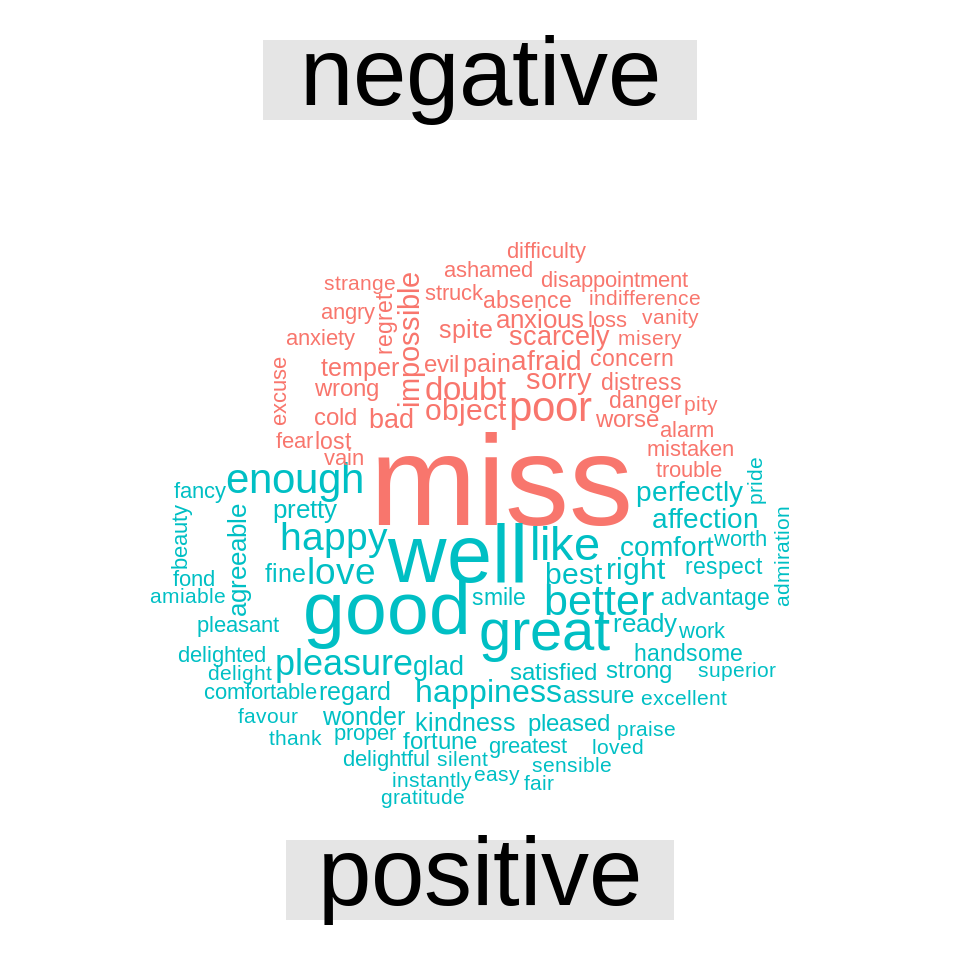 negative
difficulty
ashamed
disappointment
strange
struck
absence
indifference
angry
regret
impossible
spite
anxious
loss
vanity
anxiety
scarcely
misery
temper
evil
pain
afraid
concern
excuse
wrong
doubt
sorry
distress
cold
bad
object
poor
danger
pity
worse
fear
lost
alarm
vain
miss
mistaken
trouble
enough
perfectly
pride
fancy
pretty
affection
beauty
agreeable
happy
well
like
comfort
worth
admiration
fond
fine
love
best
right
respect
amiable
good
smile
better
advantage
pleasant
great
ready
work
delighted
pleasure
glad
handsome
delight
satisfied
strong
superior
comfortable
regard
happiness
assure
excellent
favour
wonder
kindness
pleased
praise
thank
proper
fortune
greatest
loved
delightful
silent
sensible
instantly
easy
fair
gratitude
positive